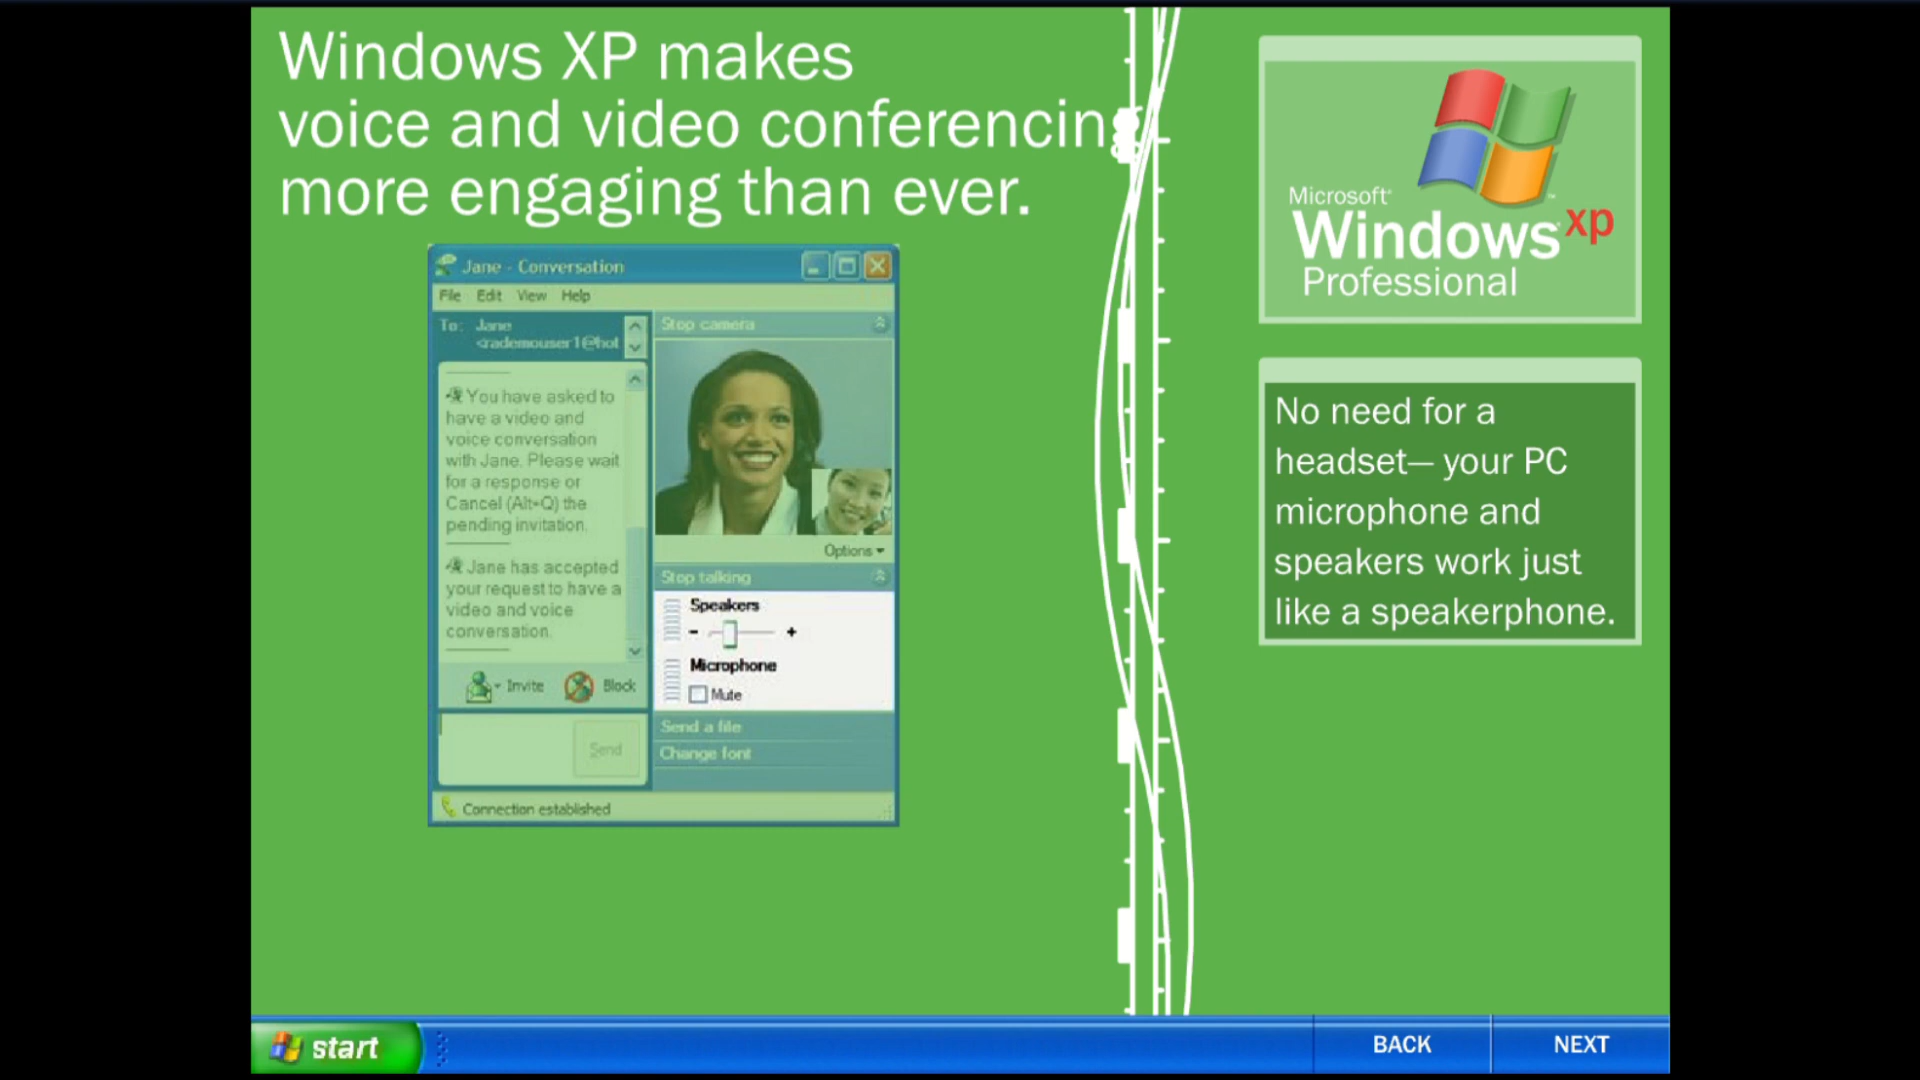 Windows XP makes
voice and video conferencing
more engaging than ever.
Jane - Conversation
File Edit View Help
To: Jane
<rademouser1@hot
You have asked to
have a video and
voice conversation
with Jane. Please wait
for a response or
Cancel (Alt+Q) the
pending invitation.
Jane has accepted
your request to have a
video and voice
conversation.
Invite Block
Send
Connection established
Stop camera
Options
Stop talking
Speakers
- +
Microphone
Mute
Send a file
Change font
Microsoft®
Windows xp
Professional
No need for a
headset— your PC
microphone and
speakers work just
like a speakerphone.
start
BACK NEXT